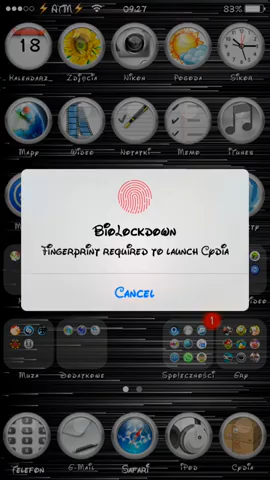 ⚡ATM⚡ 09:27 83%
18
Kalendarz Zdjęcia Nikon Pogoda Sikor
Mapy Wideo Notatki Memo iTunes
BioLockdown
Fingerprint required to launch Cydia
Cancel
1
Muza Dodatkowe Społeczności Gry
Telefon G-Mail Safari iPod Cydia